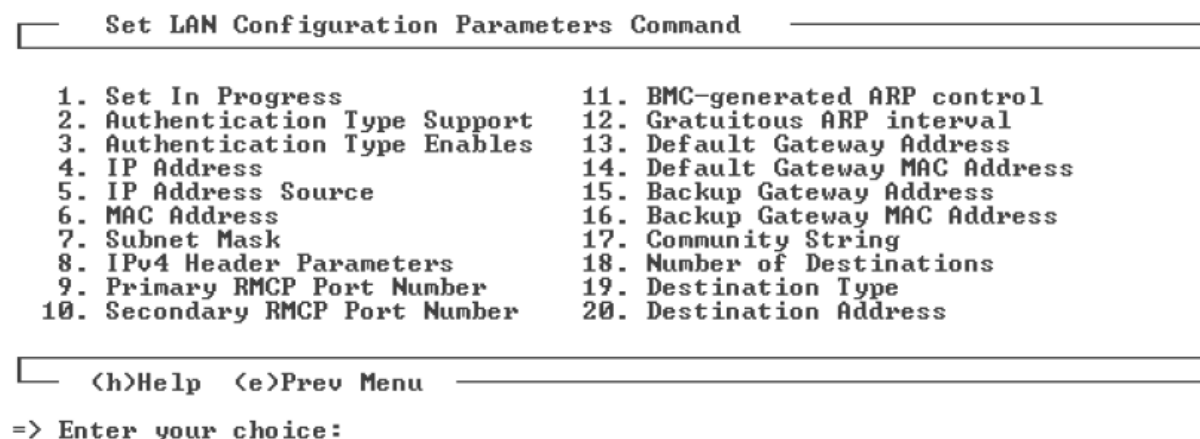 Set LAN Configuration Parameters Command
1. Set In Progress
2. Authentication Type Support
3. Authentication Type Enables
4. IP Address
5. IP Address Source
6. MAC Address
7. Subnet Mask
8. IPv4 Header Parameters
9. Primary RMCP Port Number
10. Secondary RMCP Port Number
11. BMC-generated ARP control
12. Gratuitous ARP interval
13. Default Gateway Address
14. Default Gateway MAC Address
15. Backup Gateway Address
16. Backup Gateway MAC Address
17. Community String
18. Number of Destinations
19. Destination Type
20. Destination Address
<h>Help <e>Prev Menu
=> Enter your choice: